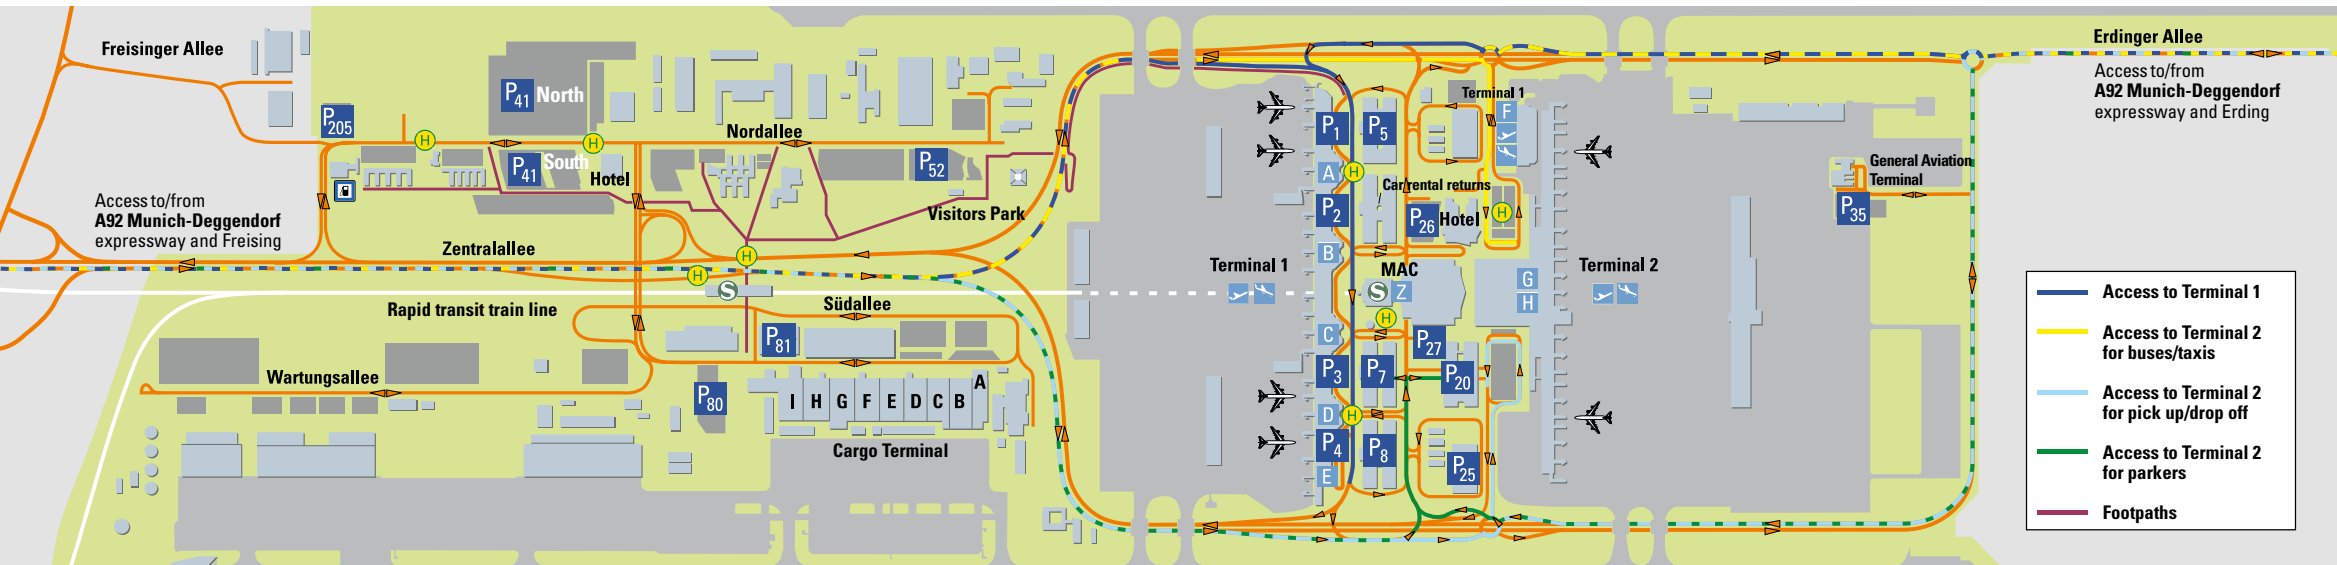 Freisinger Allee
P41 North
P205
H
H
P41 South
Hotel
Nordallee
P52
Visitors Park
Access to/from
A92 Munich-Deggendorf
expressway and Freising
Zentralallee
H
H
S
Rapid transit train line
Südallee
P81
Wartungsallee
P80
I H G F E D C B A
Cargo Terminal
Terminal 1
P1
P5
A
H
P2
B
Terminal 1
F
Car rental returns
P26
Hotel
H
MAC
S
Z
G
H
Terminal 2
H
C
P27
P3
P7
P20
D
H
P4
P8
P25
E
Erdinger Allee
Access to/from
A92 Munich-Deggendorf
expressway and Erding
General Aviation
Terminal
P35
Access to Terminal 1
Access to Terminal 2
for buses/taxis
Access to Terminal 2
for pick up/drop off
Access to Terminal 2
for parkers
Footpaths